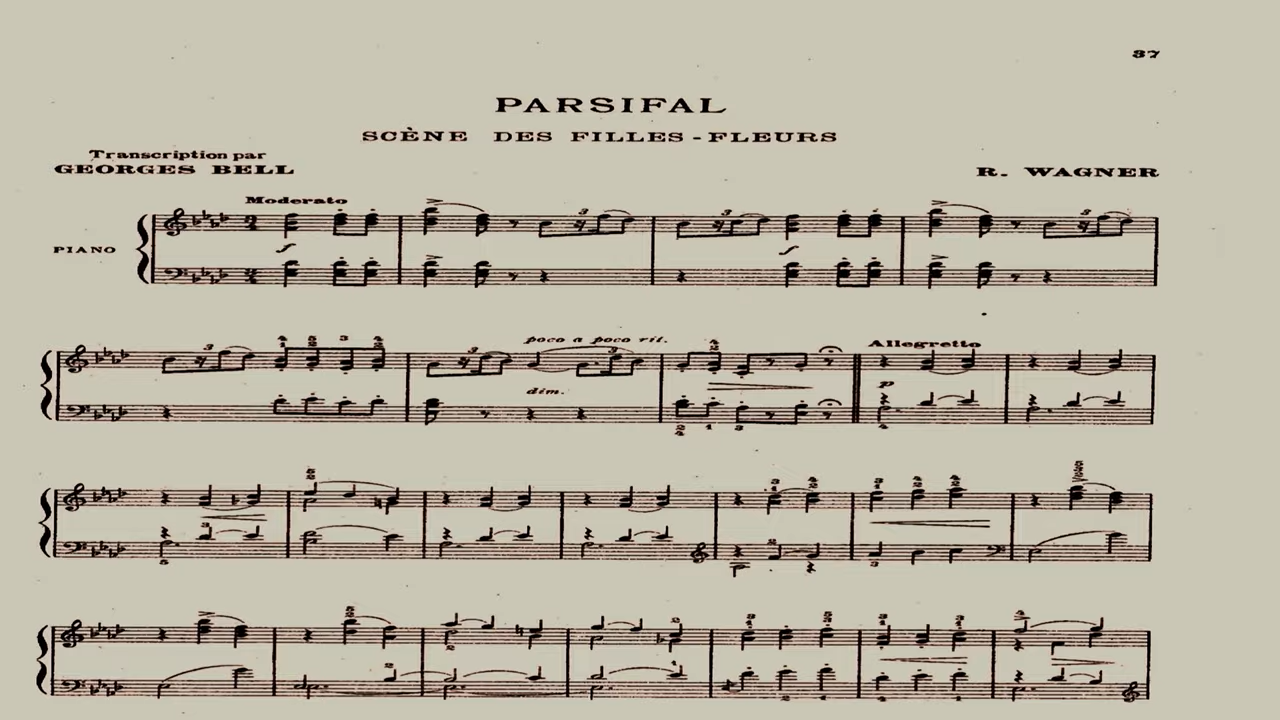 37
PARSIFAL
SCÈNE DES FILLES-FLEURS
Transcription par
GEORGES BELL
R. WAGNER
Moderato
PIANO
poco a poco rit.
dim.
Allegretto
p